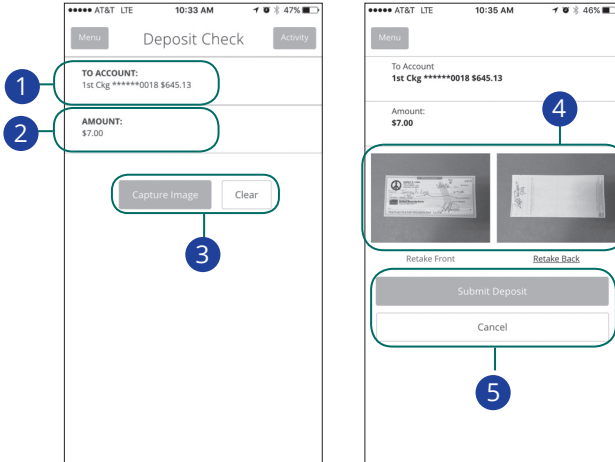 AT&T LTE 10:33 AM 47%
Menu Deposit Check Activity
TO ACCOUNT:
1st Ckg ******0018 $645.13
AMOUNT:
$7.00
Capture Image Clear
1
2
3
AT&T LTE 10:35 AM 46%
Menu
To Account
1st Ckg ******0018 $645.13
Amount:
$7.00
4
Retake Front Retake Back
Submit Deposit
Cancel
5